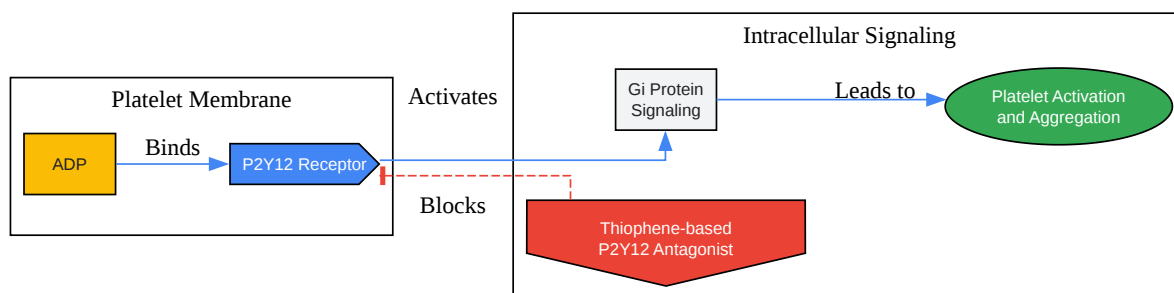 Intracellular Signaling
Platelet Membrane
Activates
Gi Protein
Signaling
Leads to
Platelet Activation
and Aggregation
ADP
Binds
P2Y12 Receptor
Blocks
Thiophene-based
P2Y12 Antagonist